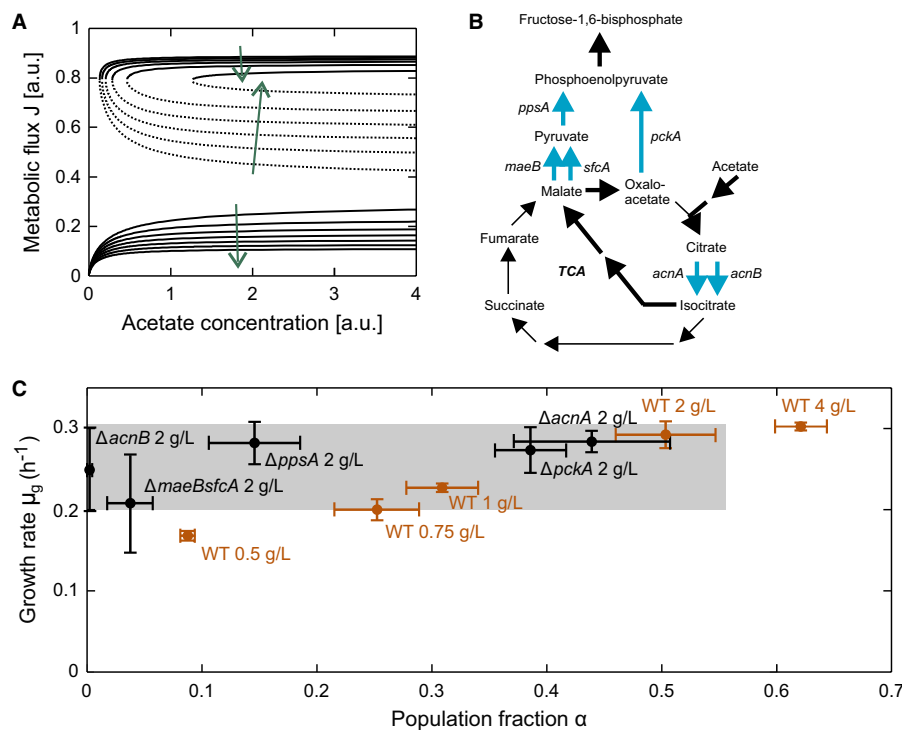 A
Metabolic flux J [a.u.]
1
0.8
0.6
0.4
0.2
0
0
1
2
3
4
Acetate concentration [a.u.]
B
Fructose-1,6-bisphosphate
Phosphoenolpyruvate
ppsA
Pyruvate
pckA
maeB
sfcA
Acetate
Malate
Oxalo-
acetate
Fumarate
Citrate
TCA
acnA
acnB
Succinate
Isocitrate
C
Growth rate μg (h-1)
0.3
0.2
0.1
0
ΔacnB 2 g/L
ΔmaeBsfcA 2 g/L
ΔppsA 2 g/L
WT 0.5 g/L
WT 0.75 g/L
WT 1 g/L
ΔacnA 2 g/L
ΔpckA 2 g/L
WT 2 g/L
WT 4 g/L
0
0.1
0.2
0.3
0.4
0.5
0.6
0.7
Population fraction α